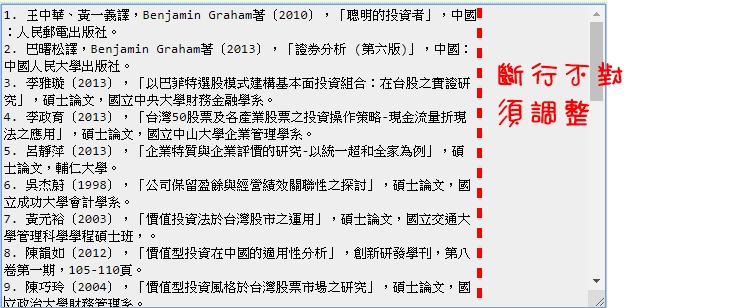 1. 王中華、黃一義譯，Benjamin Graham著（2010），「聰明的投資者」，中國
：人民郵電出版社。
2. 巴曙松譯，Benjamin Graham著（2013），「證券分析 (第六版)」，中國：
中國人民大學出版社。
3. 李雅璇（2013），「以巴菲特選股模式建構基本面投資組合：在台股之實證研
究」，碩士論文，國立中央大學財務金融學系。
4. 李政育（2013），「台灣50股票及各產業股票之投資操作策略-現金流量折現
法之應用」，碩士論文，國立中山大學企業管理學系。
5. 呂靜萍（2013），「企業特質與企業評價的研究-以統一超和全家為例」，碩
士論文，輔仁大學。
6. 吳杰蔚（1998），「公司保留盈餘與經營績效關聯性之探討」，碩士論文，國
立成功大學會計學系。
7. 黃元裕（2003），「價值投資法於台灣股市之運用」，碩士論文，國立交通大
學管理科學學程碩士班，。
8. 陳韻如（2012），「價值型投資在中國的適用性分析」，創新研發學刊，第八
卷第一期，105-110頁。
9. 陳巧玲（2004），「價值型投資風格於台灣股票市場之研究」，碩士論文，國
立政治大學財務管理系。
斷行不對
須調整